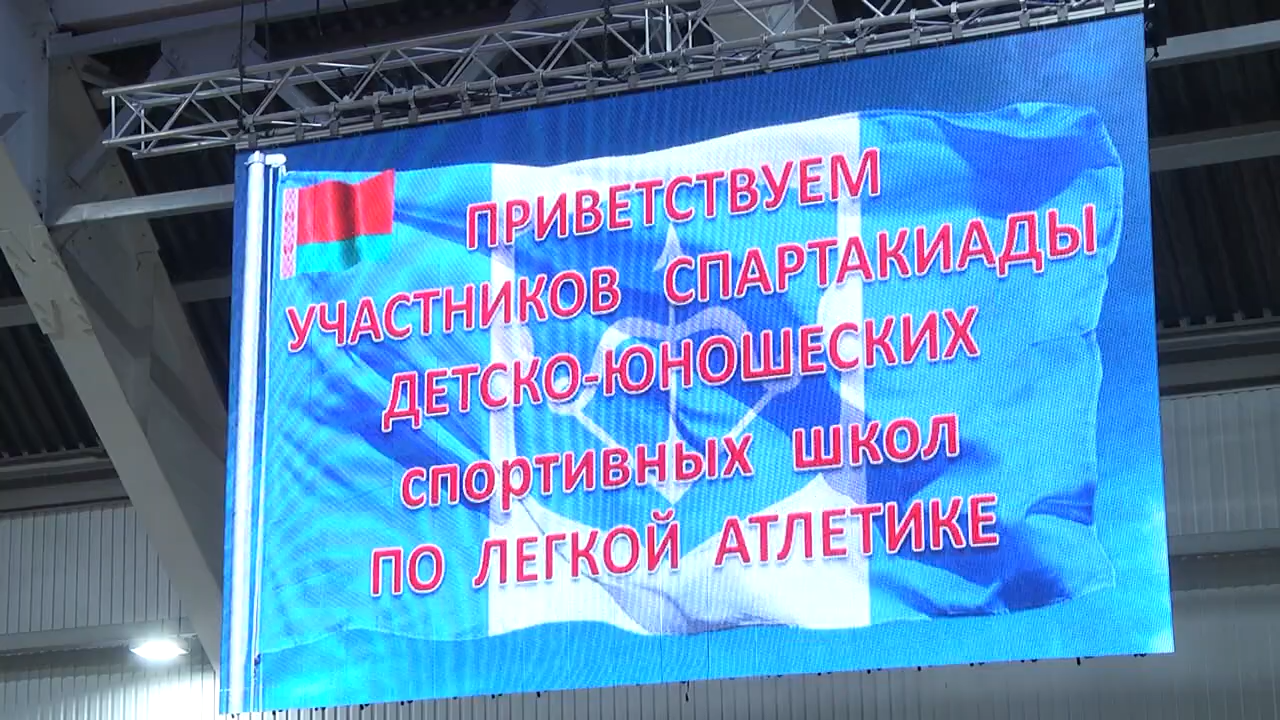 ПРИВЕТСТВУЕМ
УЧАСТНИКОВ СПАРТАКИАДЫ
ДЕТСКО-ЮНОШЕСКИХ
СПОРТИВНЫХ ШКОЛ
ПО ЛЕГКОЙ АТЛЕТИКЕ